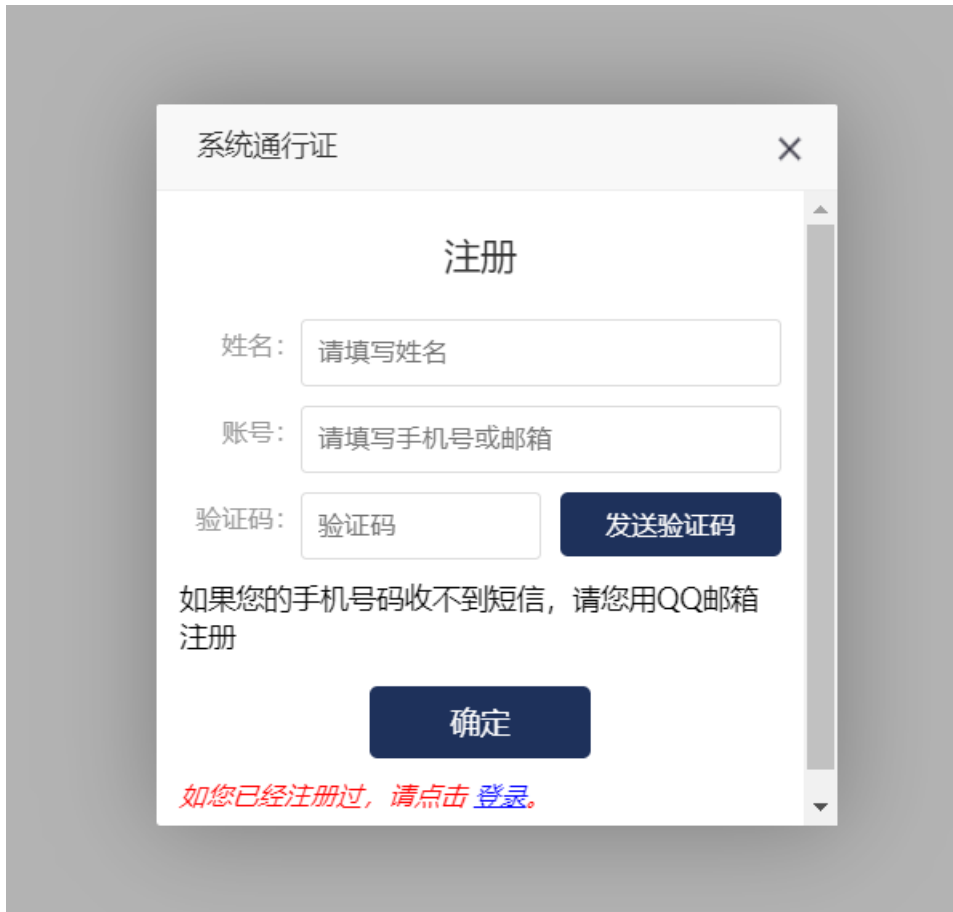 系统通行证
注册
姓名：
请填写姓名
账号：
请填写手机号或邮箱
验证码：
验证码
发送验证码
如果您的手机号码收不到短信，请您用QQ邮箱
注册
确定
如您已经注册过，请点击 登录。